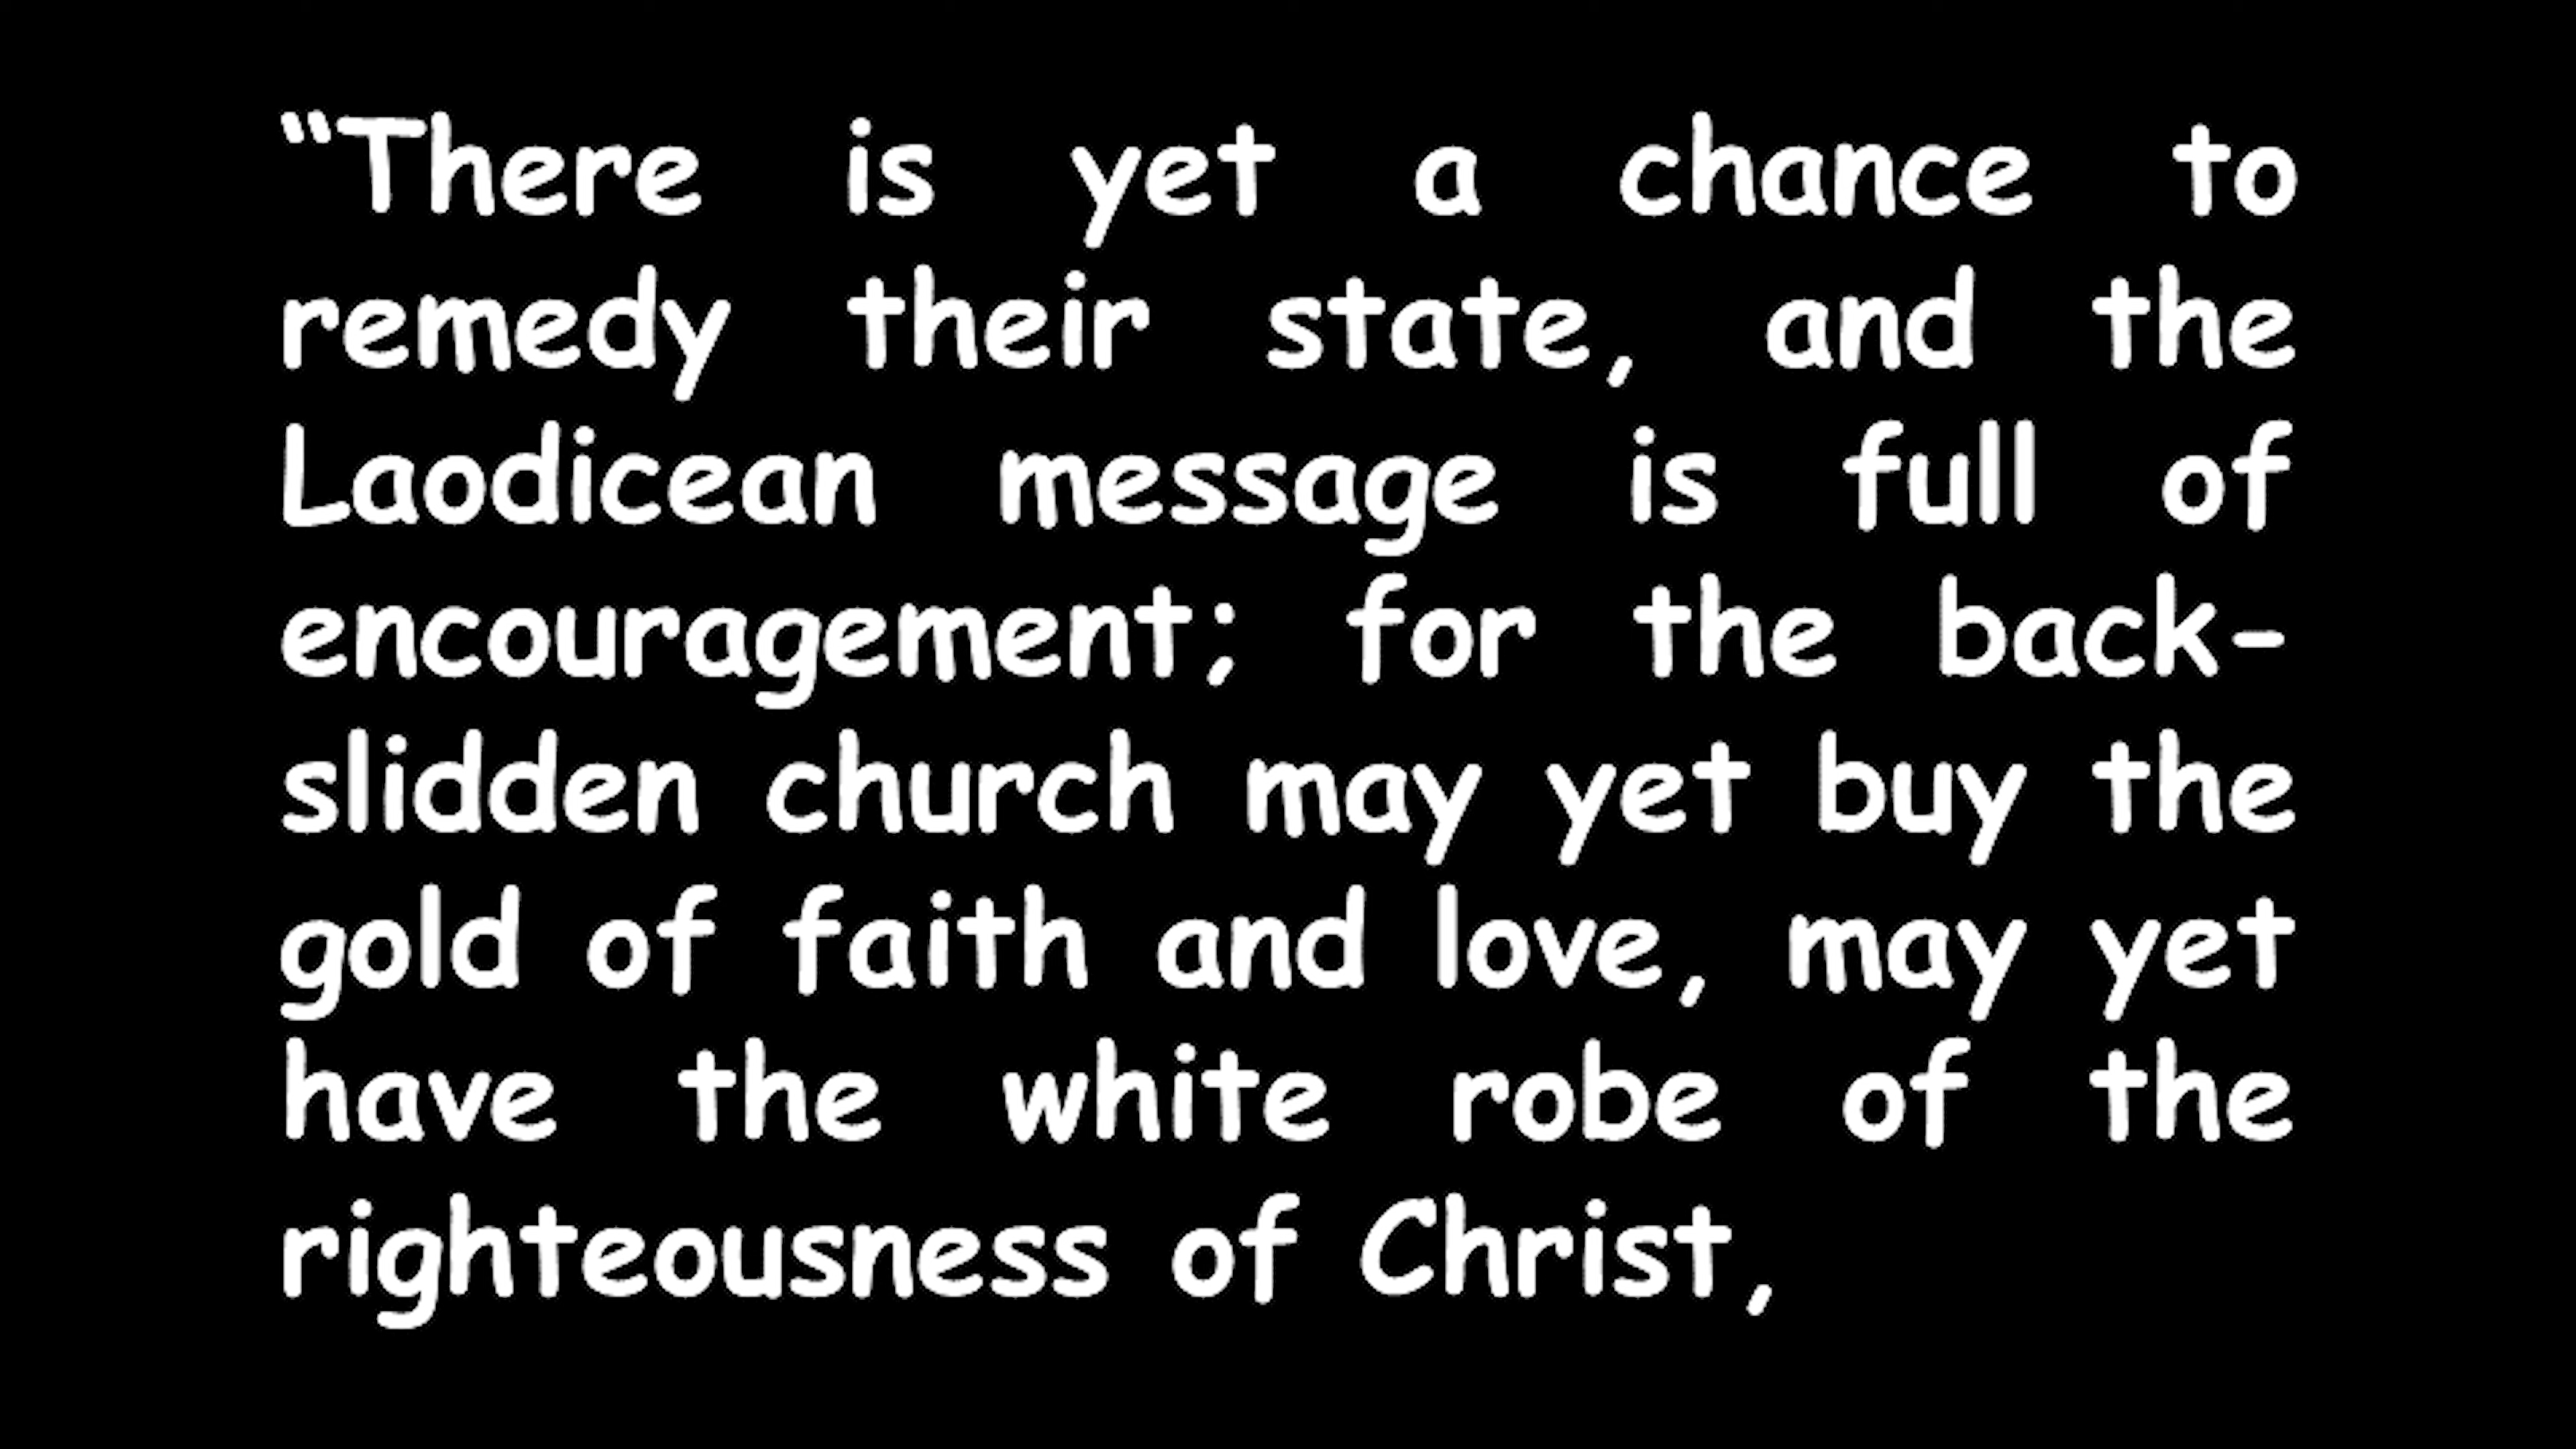 “There is yet a chance to
remedy their state, and the
Laodicean message is full of
encouragement; for the back-
slidden church may yet buy the
gold of faith and love, may yet
have the white robe of the
righteousness of Christ,